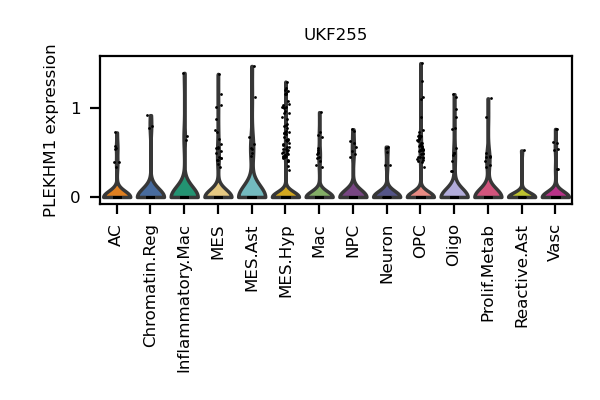 UKF255
PLEKHM1 expression
1
0
AC
Chromatin.Reg
Inflammatory.Mac
MES
MES.Ast
MES.Hyp
Mac
NPC
Neuron
OPC
Oligo
Prolif.Metab
Reactive.Ast
Vasc